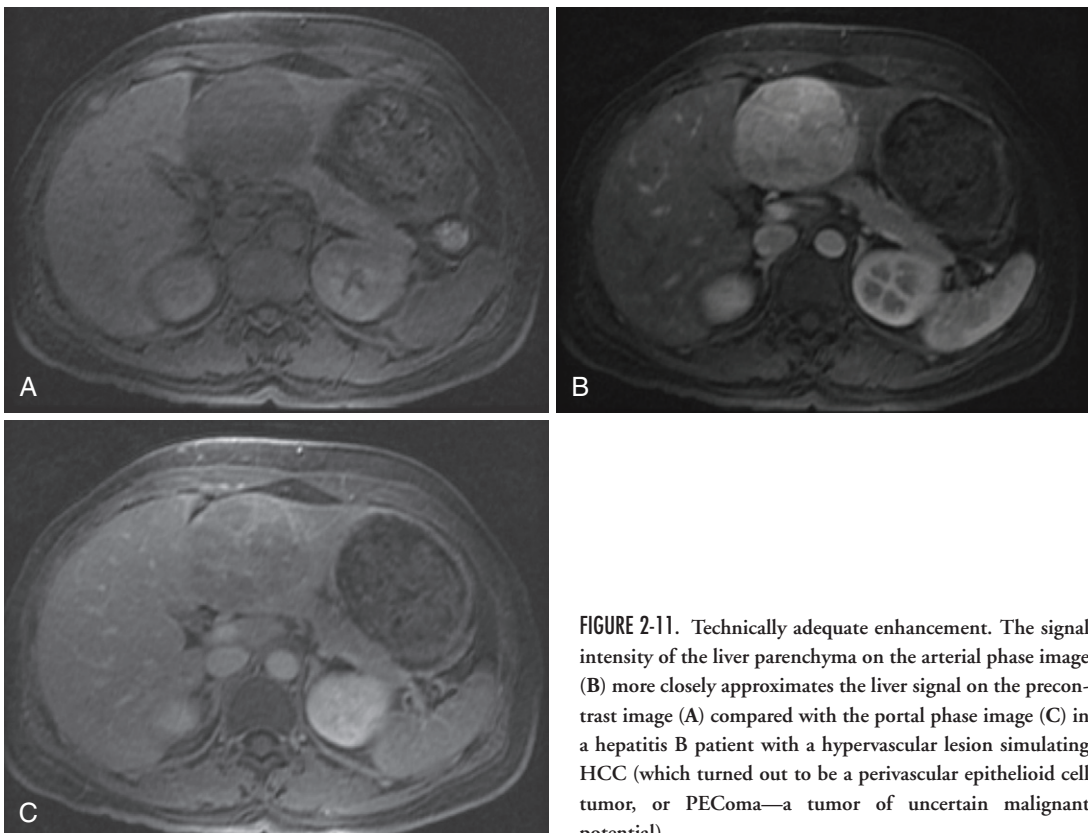 A
B
C
FIGURE 2-11. Technically adequate enhancement. The signal
intensity of the liver parenchyma on the arterial phase image
(B) more closely approximates the liver signal on the precon-
trast image (A) compared with the portal phase image (C) in
a hepatitis B patient with a hypervascular lesion simulating
HCC (which turned out to be a perivascular epithelioid cell
tumor, or PEComa—a tumor of uncertain malignant
potential).